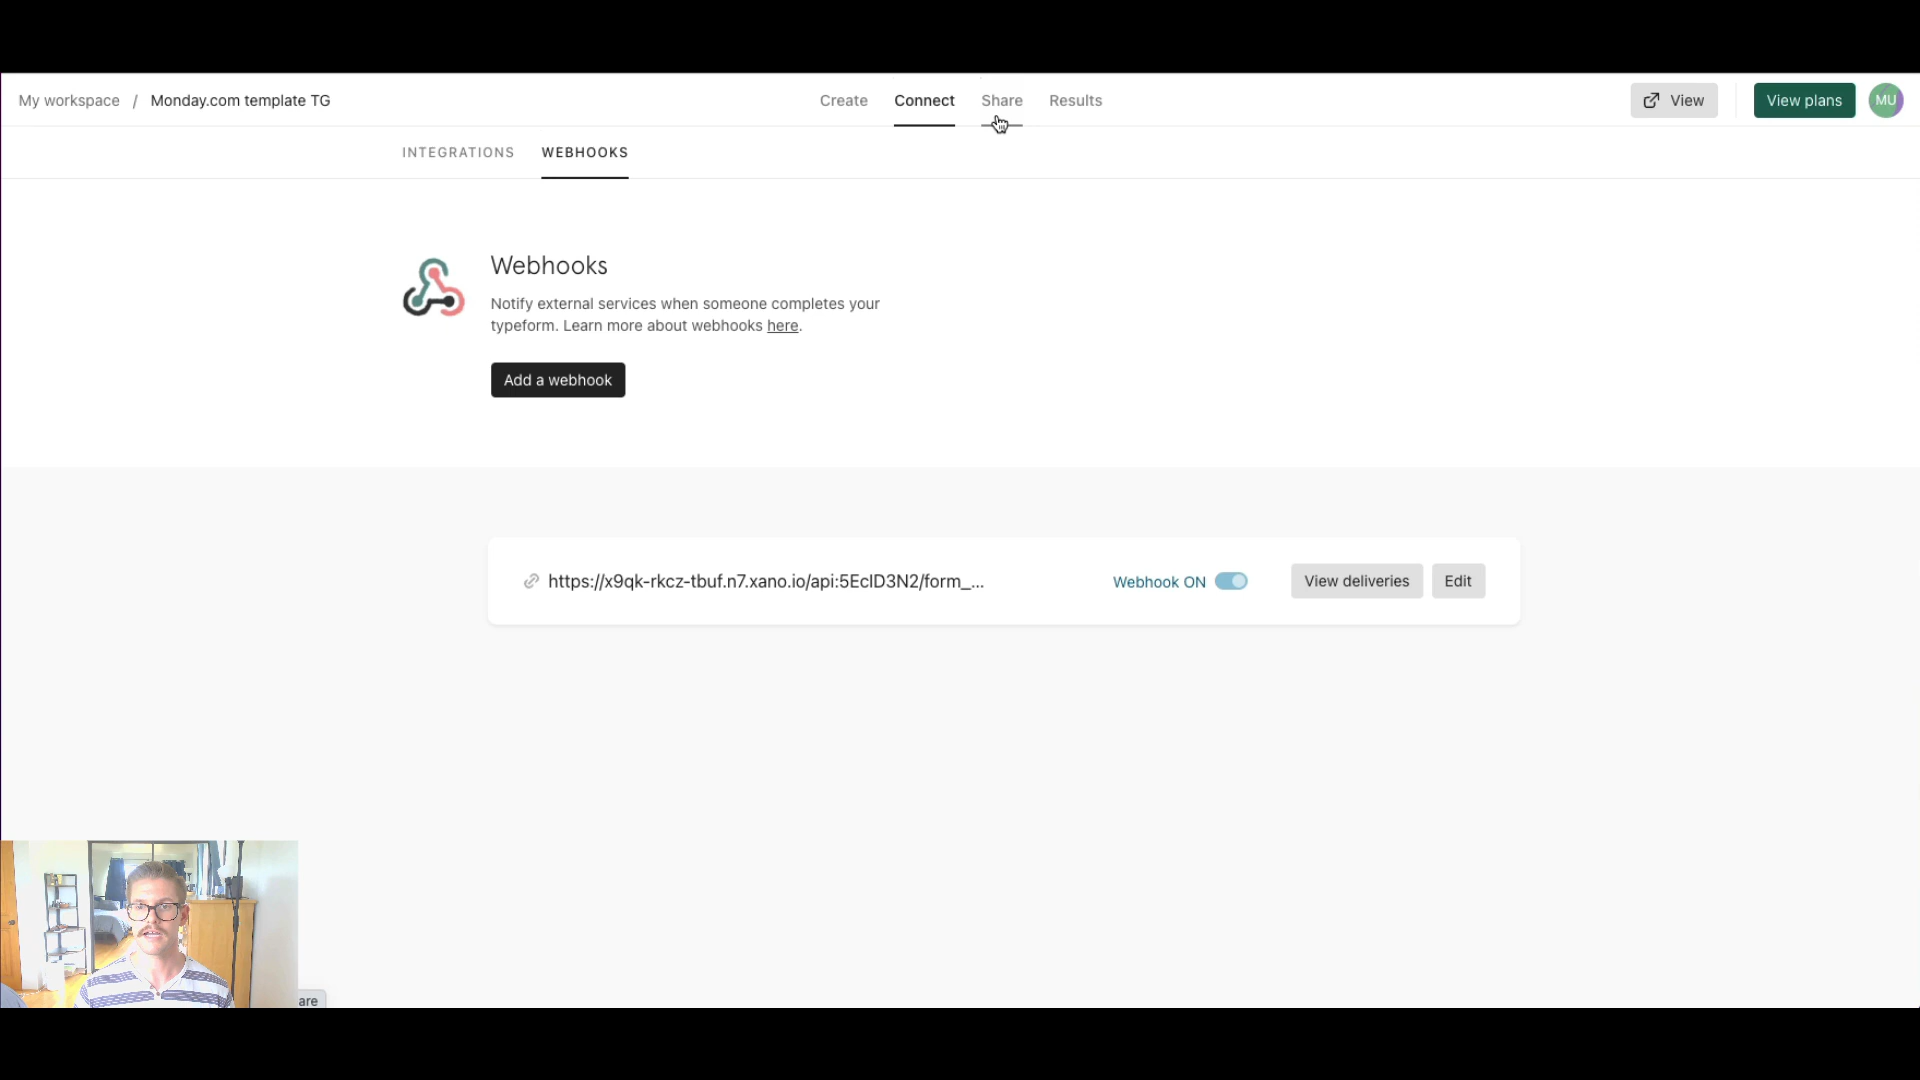 My workspace / Monday.com template TG
Create Connect Share Results
View
View plans
MU
INTEGRATIONS WEBHOOKS
Webhooks
Notify external services when someone completes your
typeform. Learn more about webhooks here.
Add a webhook
https://x9qk-rkcz-tbuf.n7.xano.io/api:5EcID3N2/form_...
Webhook ON
View deliveries
Edit
are